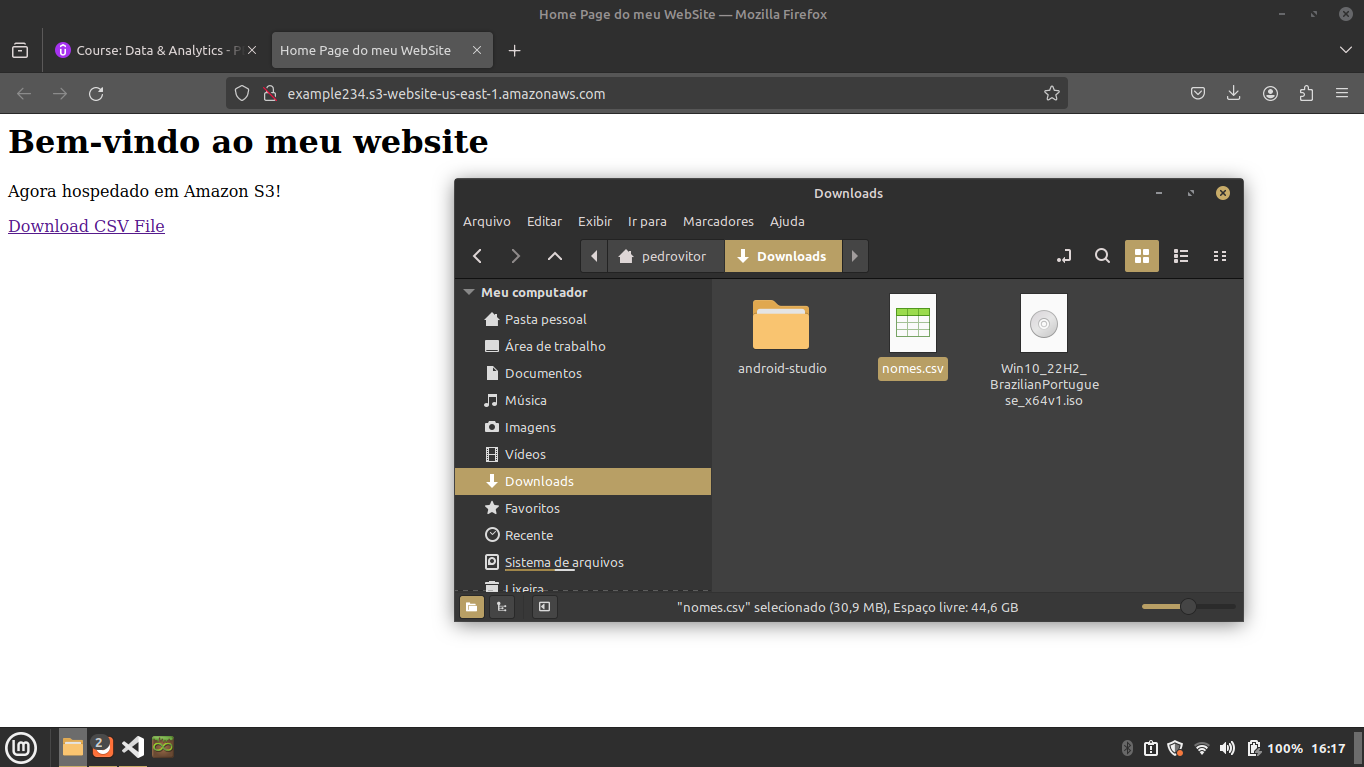 Home Page do meu WebSite — Mozilla Firefox
Course: Data & Analytics - P
Home Page do meu WebSite
example234.s3-website-us-east-1.amazonaws.com
Bem-vindo ao meu website
Agora hospedado em Amazon S3!
Download CSV File
Downloads
Arquivo Editar Exibir Ir para Marcadores Ajuda
pedrovitor Downloads
Meu computador
Pasta pessoal
Área de trabalho
Documentos
Música
Imagens
Vídeos
Downloads
Favoritos
Recente
Sistema de arquivos
Lixeira
android-studio
nomes.csv
Win10_22H2_
BrazilianPortugue
se_x64v1.iso
"nomes.csv" selecionado (30,9 MB), Espaço livre: 44,6 GB
2
100% 16:17